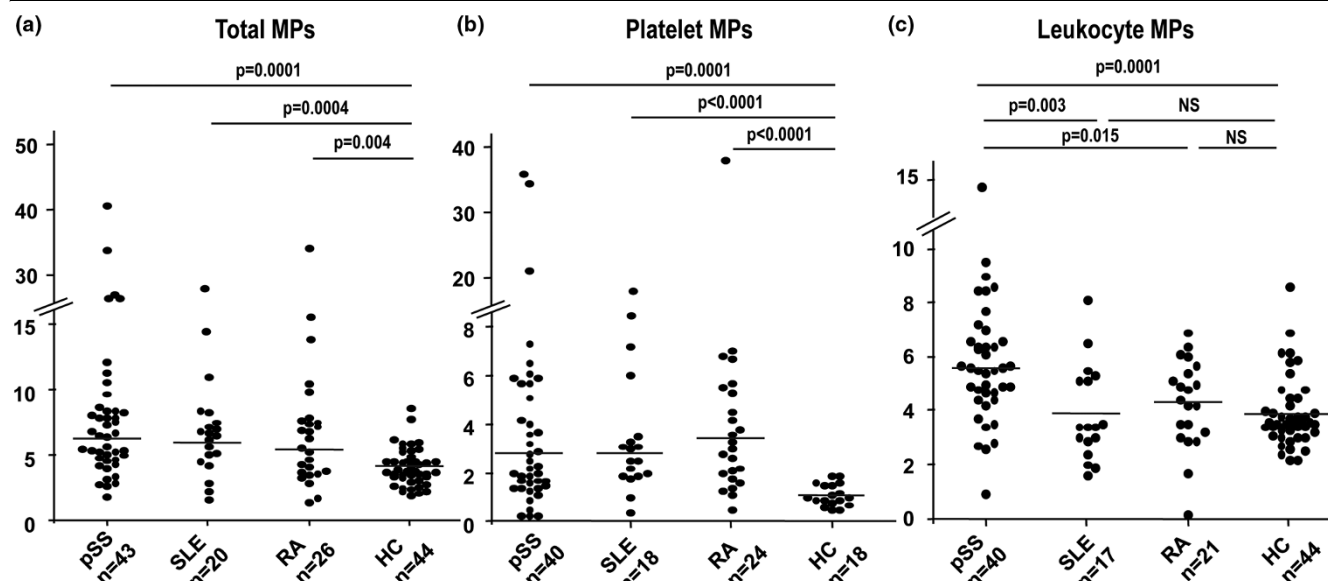 (a) Total MPs
p=0.0001
p=0.0004
p=0.004
50
40
30
15
10
5
0
pSS n=43
SLE n=20
RA n=26
HC n=44
(b) Platelet MPs
p=0.0001
p<0.0001
p<0.0001
40
30
20
8
6
4
2
0
pSS n=40
SLE n=18
RA n=24
HC n=18
(c) Leukocyte MPs
p=0.0001
p=0.003 NS
p=0.015 NS
15
10
8
6
4
2
0
pSS n=40
SLE n=17
RA n=21
HC n=44